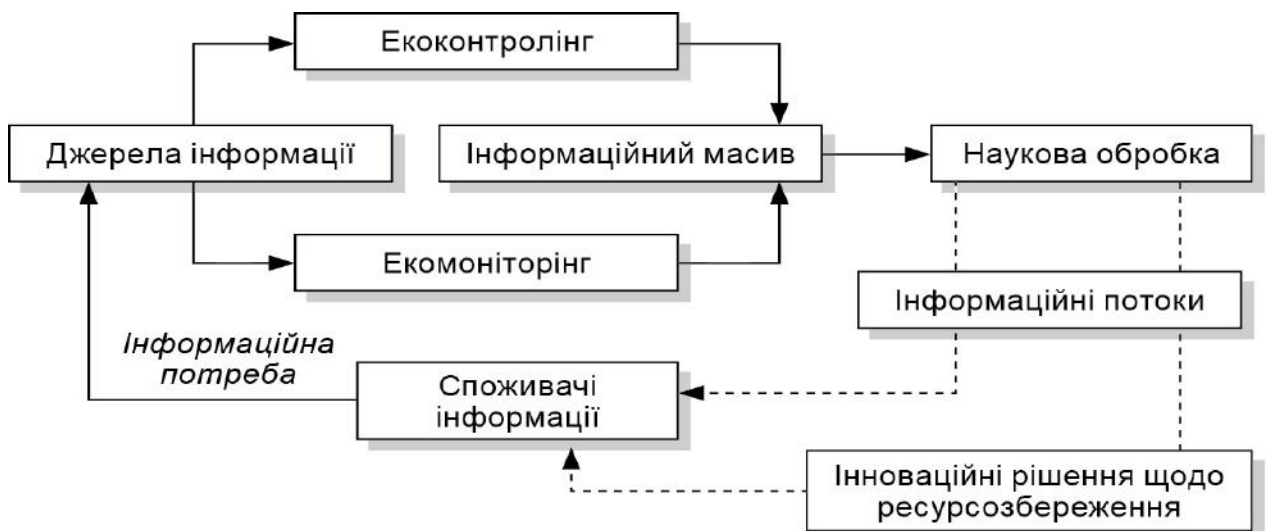 Екоконтролінг
Джерела інформації
Інформаційний масив
Наукова обробка
Екомоніторінг
Інформаційні потоки
Інформаційна
потреба
Споживачі
інформації
Інноваційні рішення щодо
ресурсозбереження